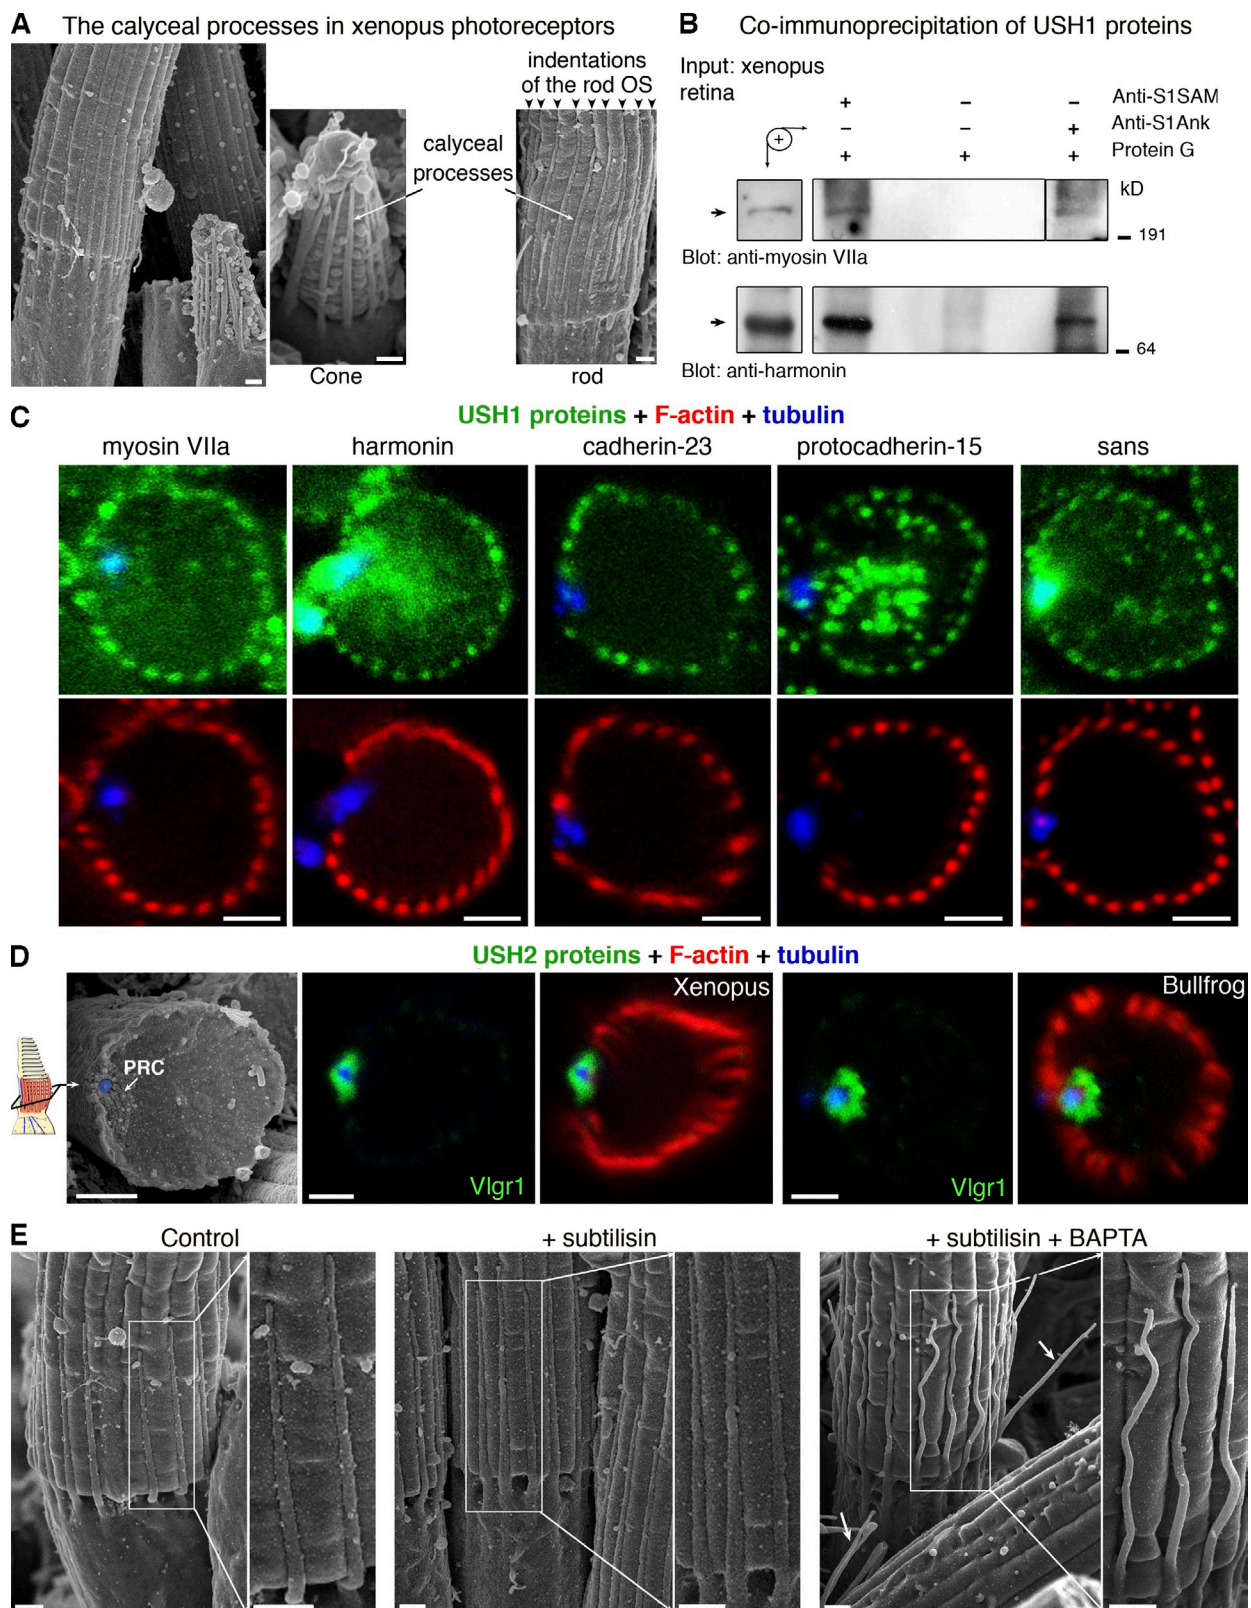 A The calyceal processes in xenopus photoreceptors
indentations
of the rod OS
calyceal
processes
Cone
rod
B Co-immunoprecipitation of USH1 proteins
Input: xenopus
retina
+ – – Anti-S1SAM
+ – – + Anti-S1Ank
+ + + Protein G
kD
191
Blot: anti-myosin VIIa
64
Blot: anti-harmonin
C USH1 proteins + F-actin + tubulin
myosin VIIa harmonin cadherin-23 protocadherin-15 sans
D USH2 proteins + F-actin + tubulin
PRC
Xenopus
Bullfrog
Vlgr1
Vlgr1
E Control + subtilisin + subtilisin + BAPTA